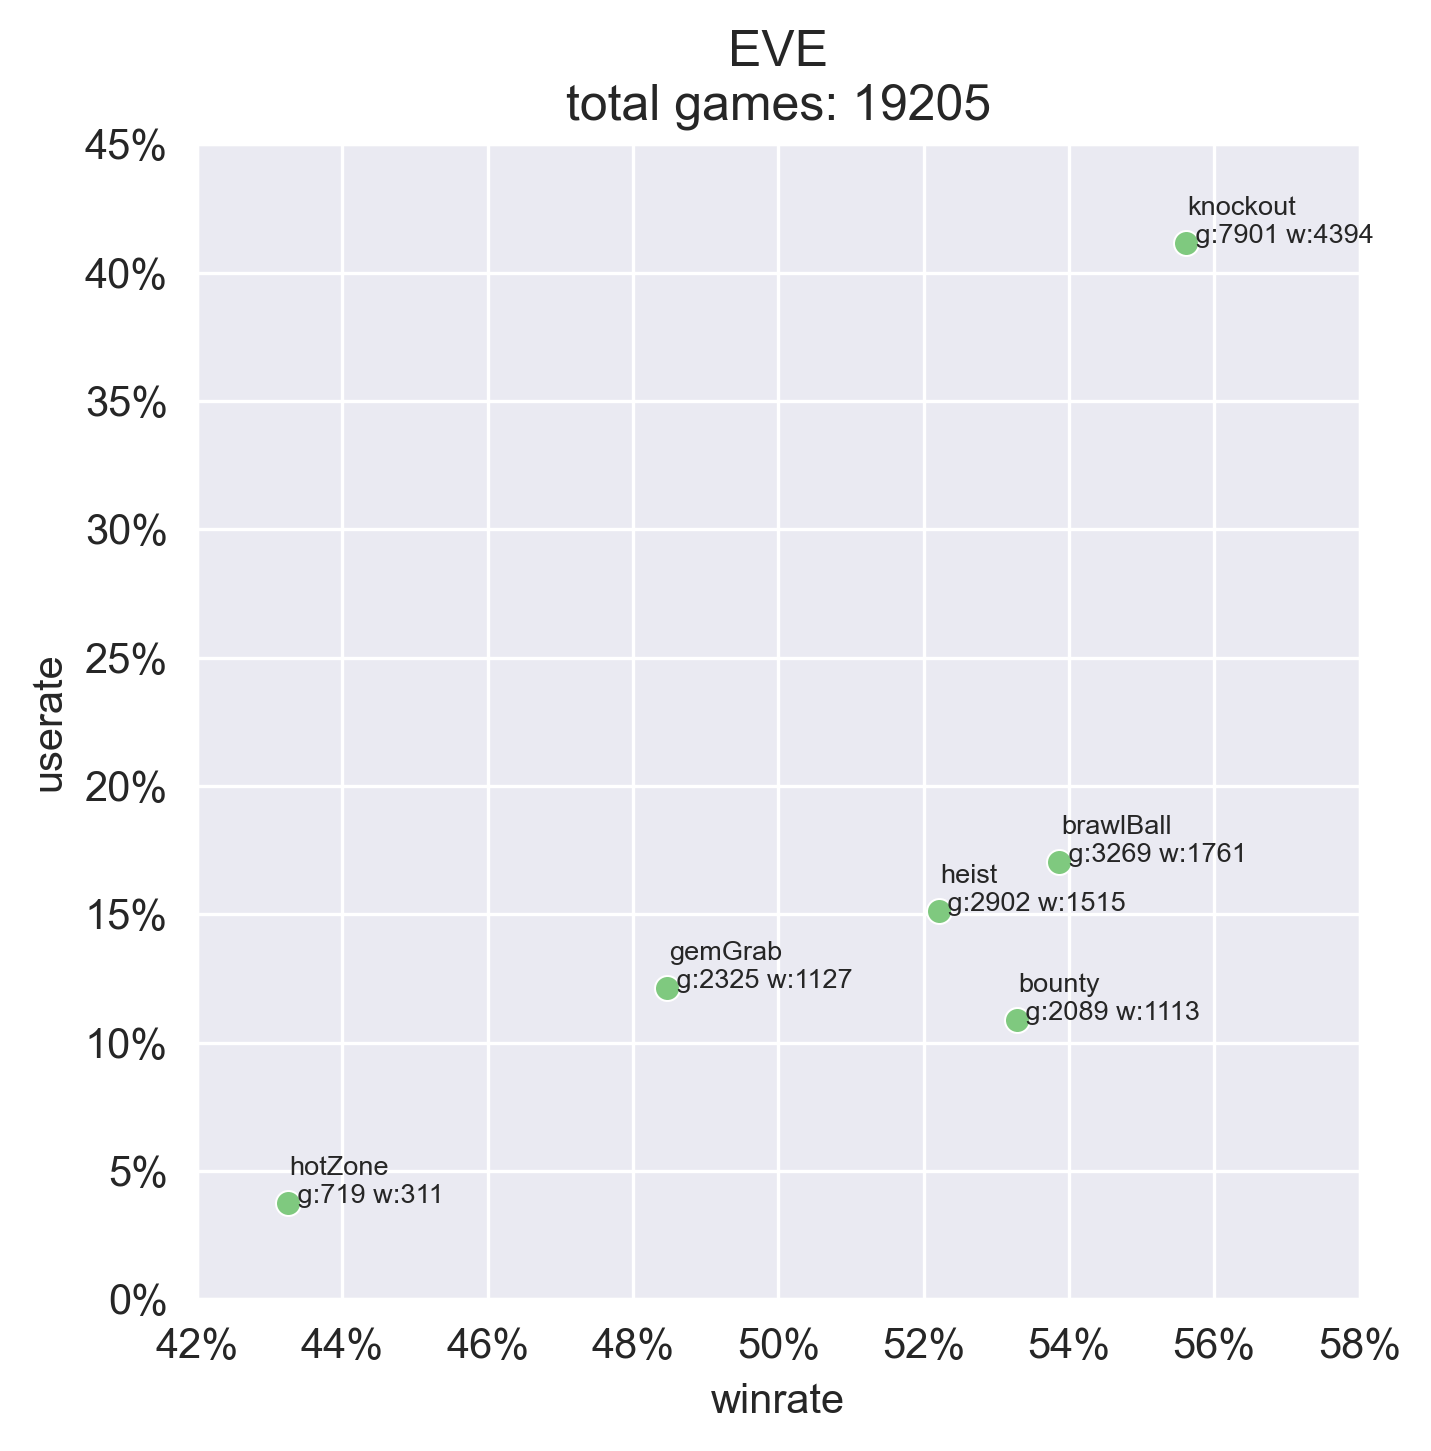 EVE
total games: 19205
45%
40%
35%
30%
25%
20%
15%
10%
5%
0%
userate
knockout
g:7901 w:4394
brawlBall
g:3269 w:1761
heist
g:2902 w:1515
gemGrab
g:2325 w:1127
bounty
g:2089 w:1113
hotZone
g:719 w:311
42% 44% 46% 48% 50% 52% 54% 56% 58%
winrate